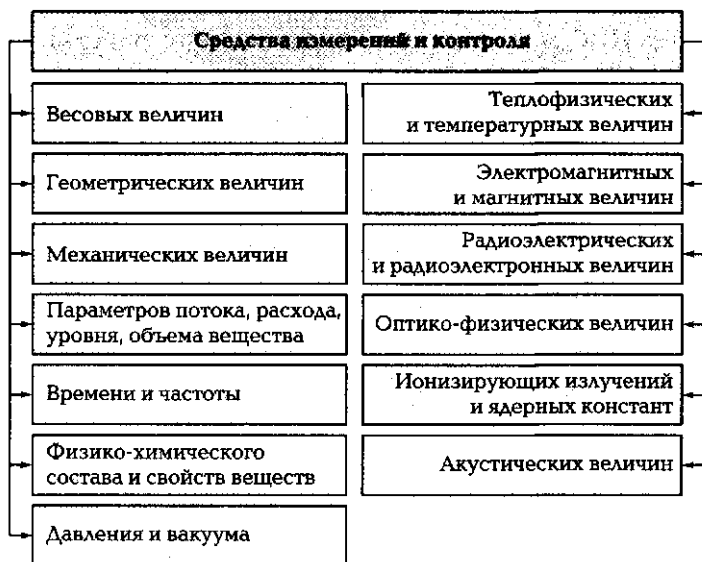 Средства измерений и контроля
Весовых величин
Геометрических величин
Механических величин
Параметров потока, расхода,
уровня, объема вещества
Времени и частоты
Физико-химического
состава и свойств веществ
Давления и вакуума
Теплофизических
и температурных величин
Электромагнитных
и магнитных величин
Радиоэлектрических
и радиоэлектронных величин
Оптико-физических величин
Ионизирующих излучений
и ядерных констант
Акустических величин